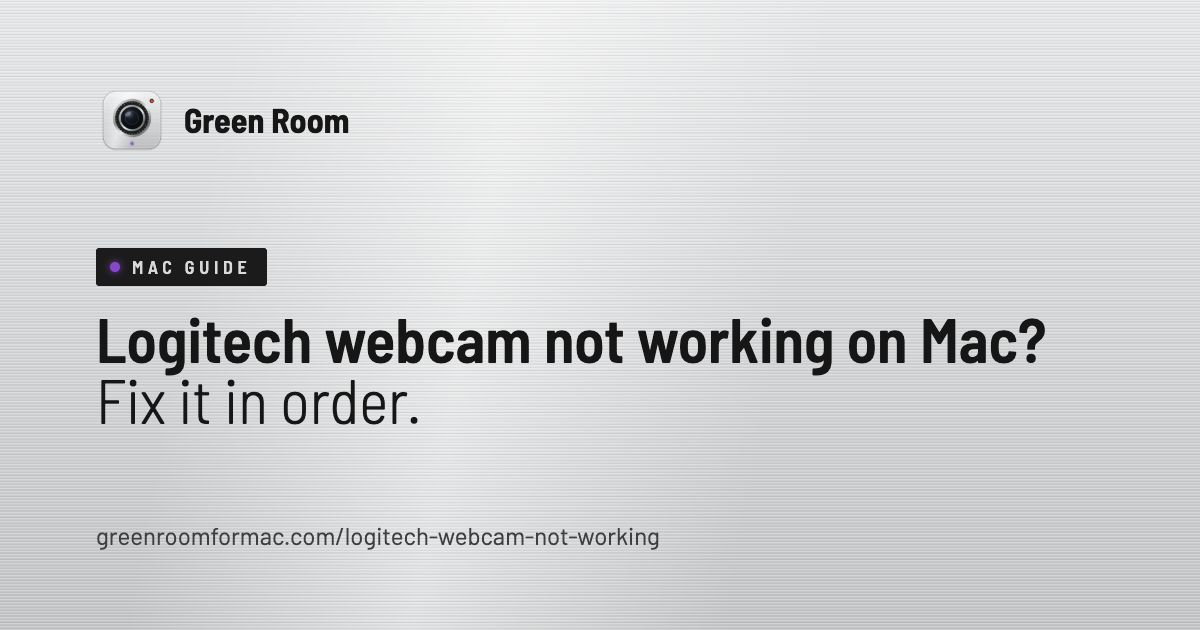 Green Room
MAC GUIDE
Logitech webcam not working on Mac?
Fix it in order.
greenroomformac.com/logitech-webcam-not-working